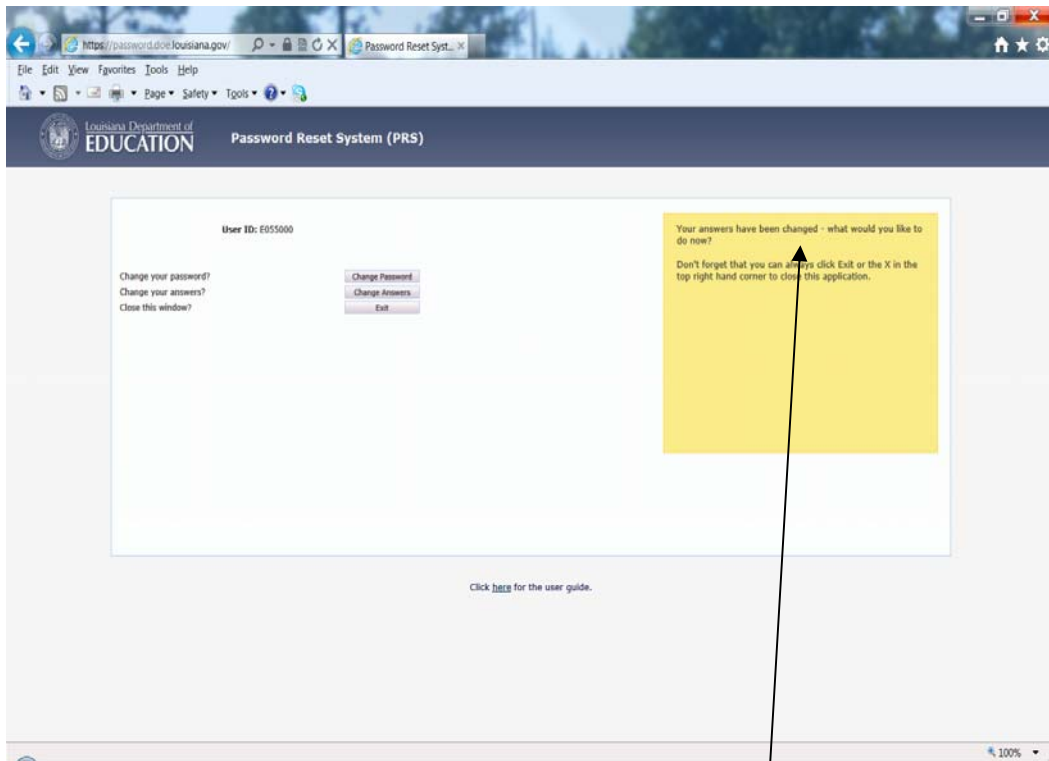 https://password.doe.louisiana.gov/
Password Reset Syst...
File Edit View Favorites Tools Help
Page Safety Tools
Louisiana Department of
EDUCATION
Password Reset System (PRS)
User ID: E055000
Change your password? Change Password
Change your answers? Change Answers
Close this window? Exit
Your answers have been changed - what would you like to
do now?
Don't forget that you can always click Exit or the X in the
top right hand corner to close this application.
Click here for the user guide.
100%